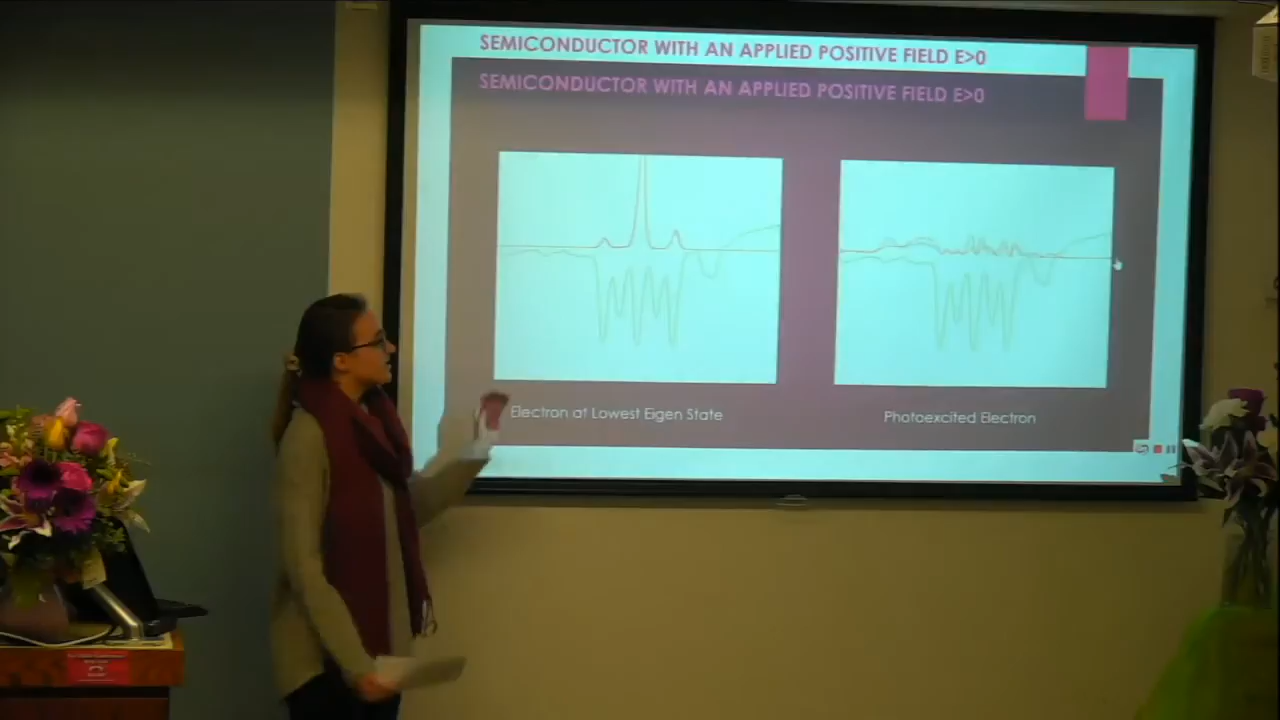 SEMICONDUCTOR WITH AN APPLIED POSITIVE FIELD E>0
SEMICONDUCTOR WITH AN APPLIED POSITIVE FIELD E>0
Electron at Lowest Eigen State
Photoexcited Electron